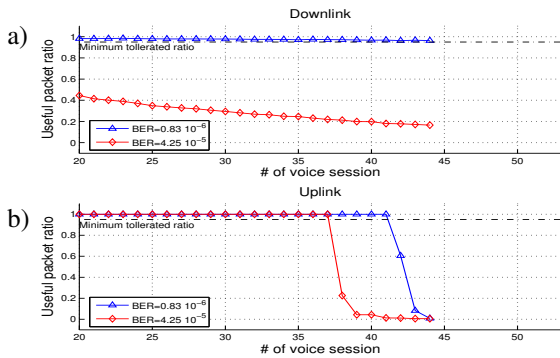 Downlink
a)
1
0.8
0.6
0.4
0.2
0
Useful packet ratio
Minimum tollerated ratio
BER=0.83 10^-6
BER=4.25 10^-5
20 25 30 35 40 45 50
# of voice session
Uplink
b)
1
0.8
0.6
0.4
0.2
0
Useful packet ratio
Minimum tollerated ratio
BER=0.83 10^-6
BER=4.25 10^-5
20 25 30 35 40 45 50
# of voice session